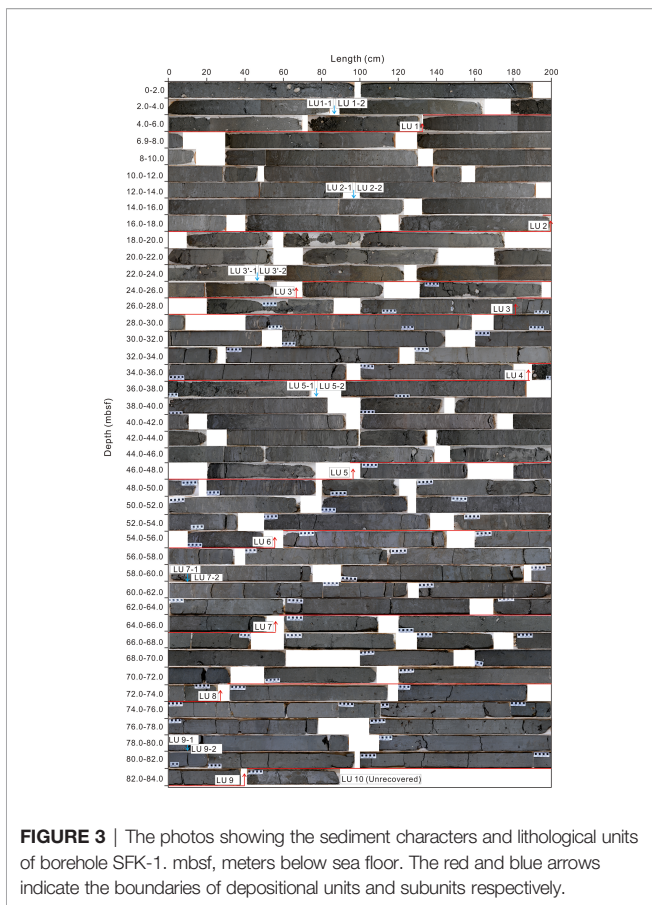 Length (cm)
0 20 40 60 80 100 120 140 160 180 200
0-2.0
2.0-4.0 LU1-1 LU 1-2
4.0-6.0 LU 1
6.9-8.0
8-10.0
10.0-12.0
12.0-14.0 LU 2-1 LU 2-2
14.0-16.0
16.0-18.0 LU 2
18.0-20.0
20.0-22.0
22.0-24.0 LU 3'-1 LU 3'-2
24.0-26.0 LU 3'
26.0-28.0 LU 3
28.0-30.0
30.0-32.0
32.0-34.0
34.0-36.0 LU 4
36.0-38.0 LU 5-1 LU 5-2
38.0-40.0
Depth (mbsf)
40.0-42.0
42.0-44.0
44.0-46.0
46.0-48.0 LU 5
48.0-50.0
50.0-52.0
52.0-54.0
54.0-56.0 LU 6
56.0-58.0
58.0-60.0 LU 7-1
LU 7-2
60.0-62.0
62.0-64.0
64.0-66.0 LU 7
66.0-68.0
68.0-70.0
70.0-72.0
72.0-74.0 LU 8
74.0-76.0
76.0-78.0
78.0-80.0 LU 9-1
LU 9-2
80.0-82.0
82.0-84.0 LU 9 LU 10 (Unrecovered)
FIGURE 3 | The photos showing the sediment characters and lithological units
of borehole SFK-1. mbsf, meters below sea floor. The red and blue arrows
indicate the boundaries of depositional units and subunits respectively.